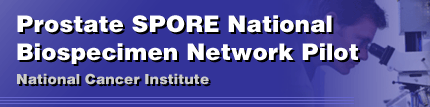 Prostate SPORE National
Biospecimen Network Pilot
National Cancer Institute